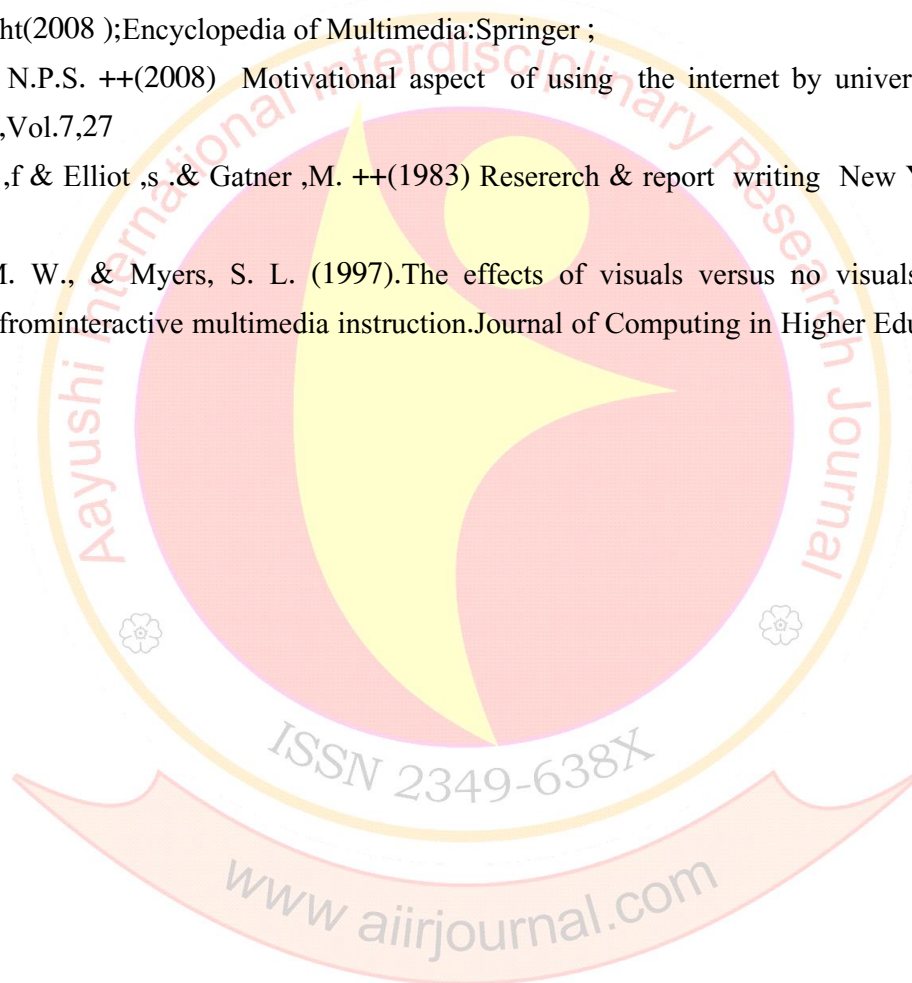 ht(2008 );Encyclopedia of Multimedia:Springer ;
N.P.S. ++(2008) Motivational aspect of using the internet by univer
,Vol.7,27
,f & Elliot ,s .& Gatner ,M. ++(1983) Resererch & report writing New Y
M. W., & Myers, S. L. (1997).The effects of visuals versus no visuals
frominteractive multimedia instruction.Journal of Computing in Higher Edu
Aayushi International Interdisciplinary Research Journal
ISSN 2349-638X
www aiirjournal.com